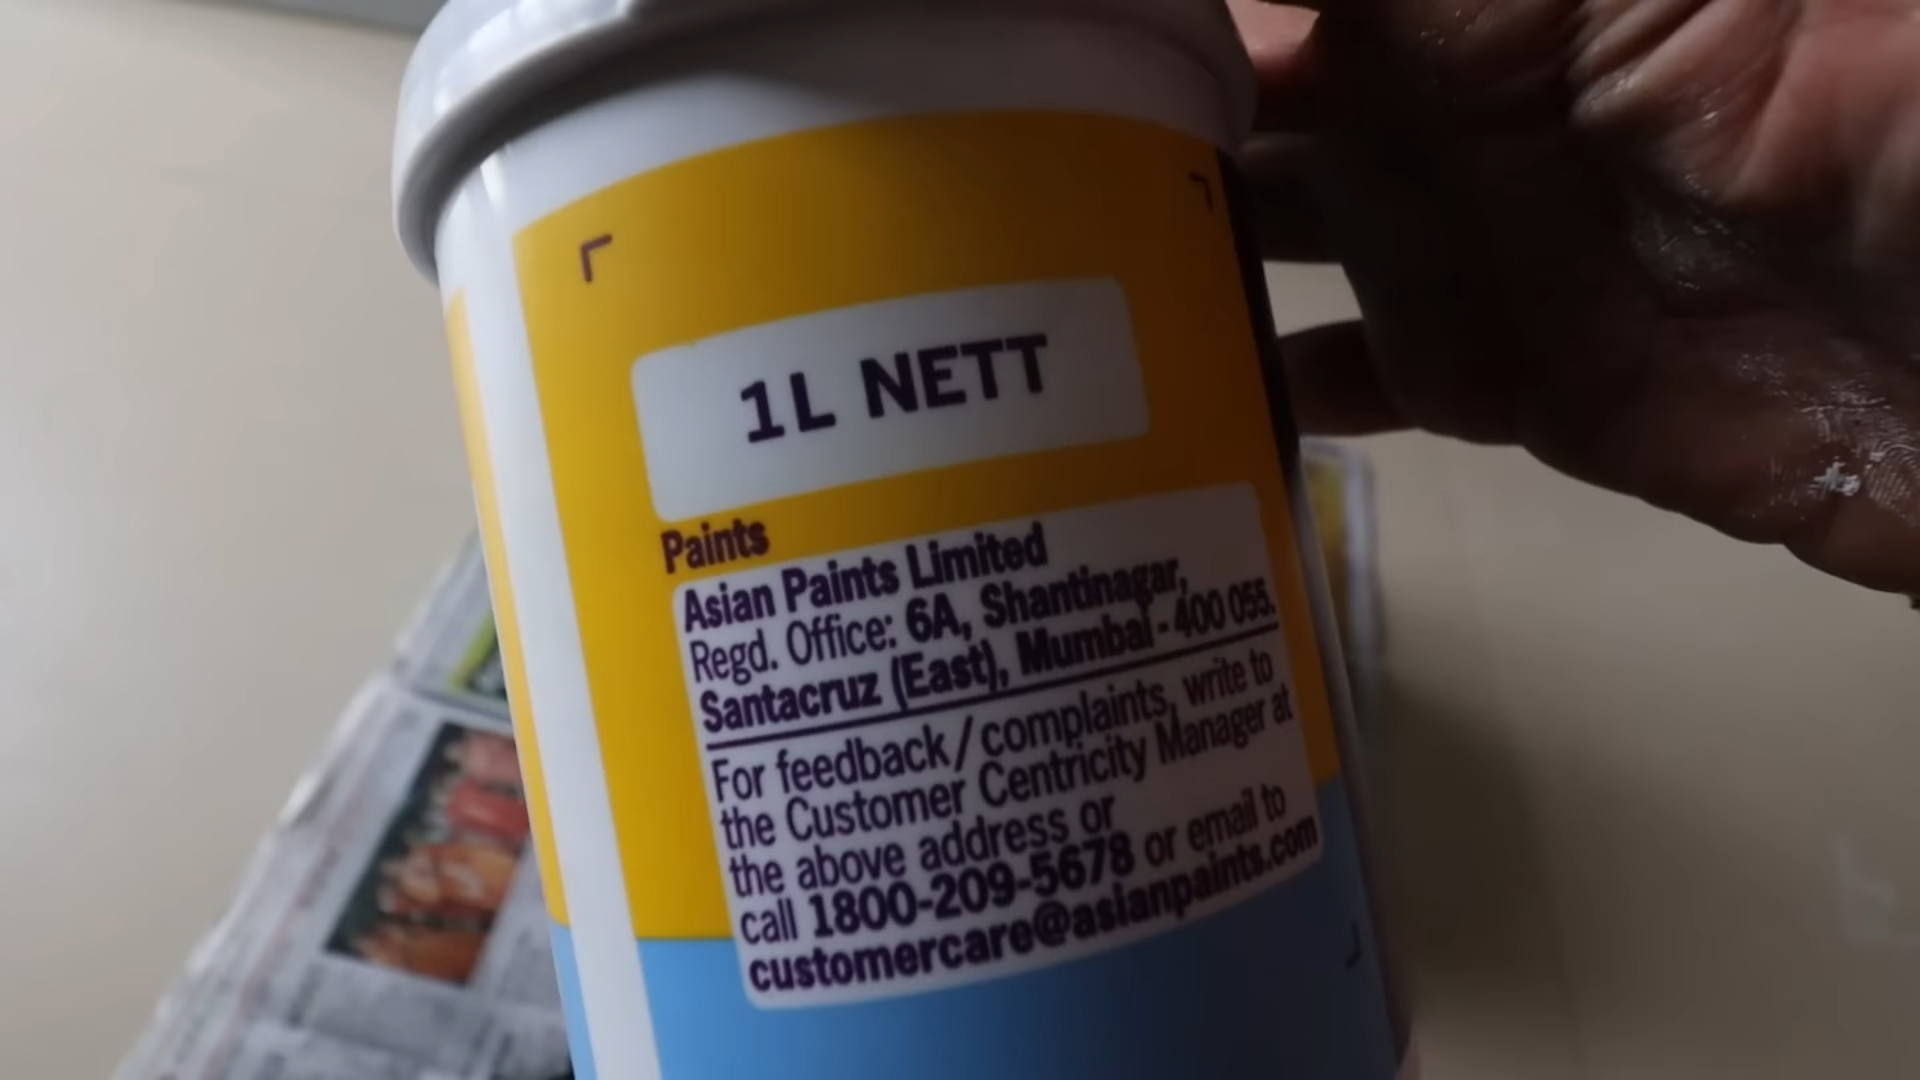 1L NETT
Paints
Asian Paints Limited
Regd. Office: 6A, Shantinagar,
Santacruz (East), Mumbai - 400 055.
For feedback/complaints, write to
the Customer Centricity Manager at
the above address or
call 1800-209-5678 or email to
customercare@asianpaints.com